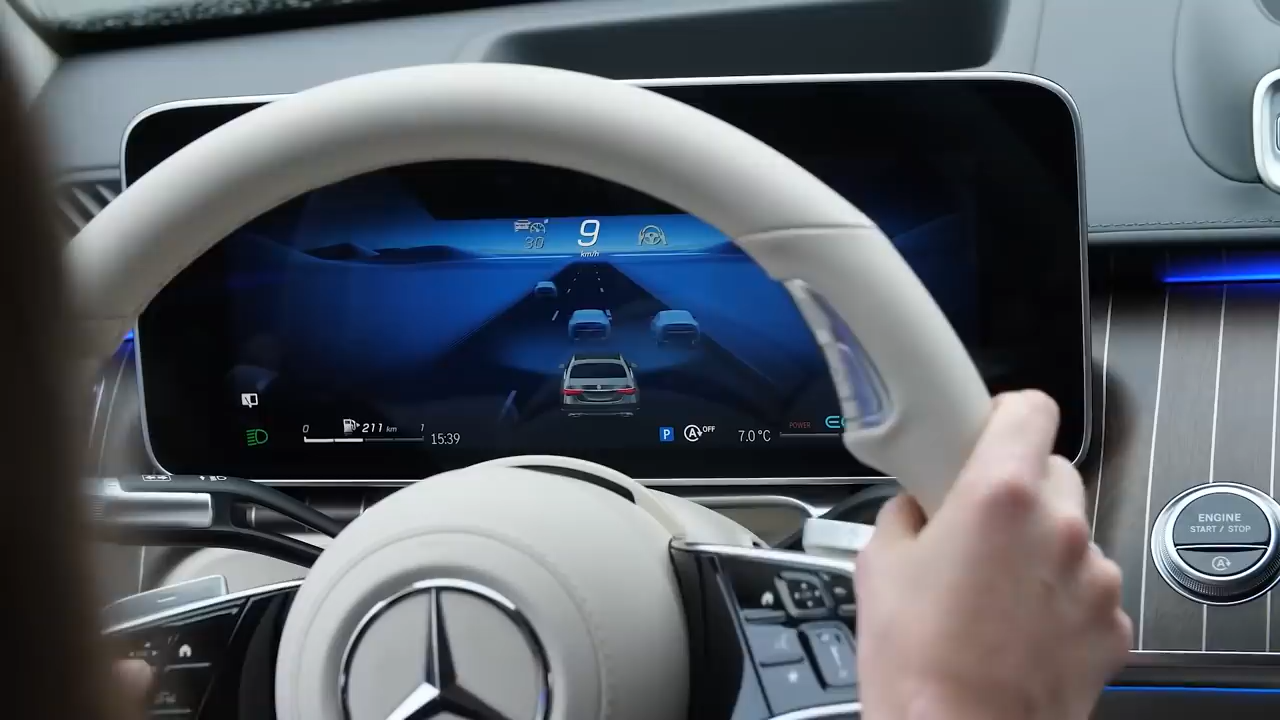 9
30
km/h
211 km
0
1
15:39
P
A OFF
7.0 °C
POWER
ENGINE
START / STOP
A